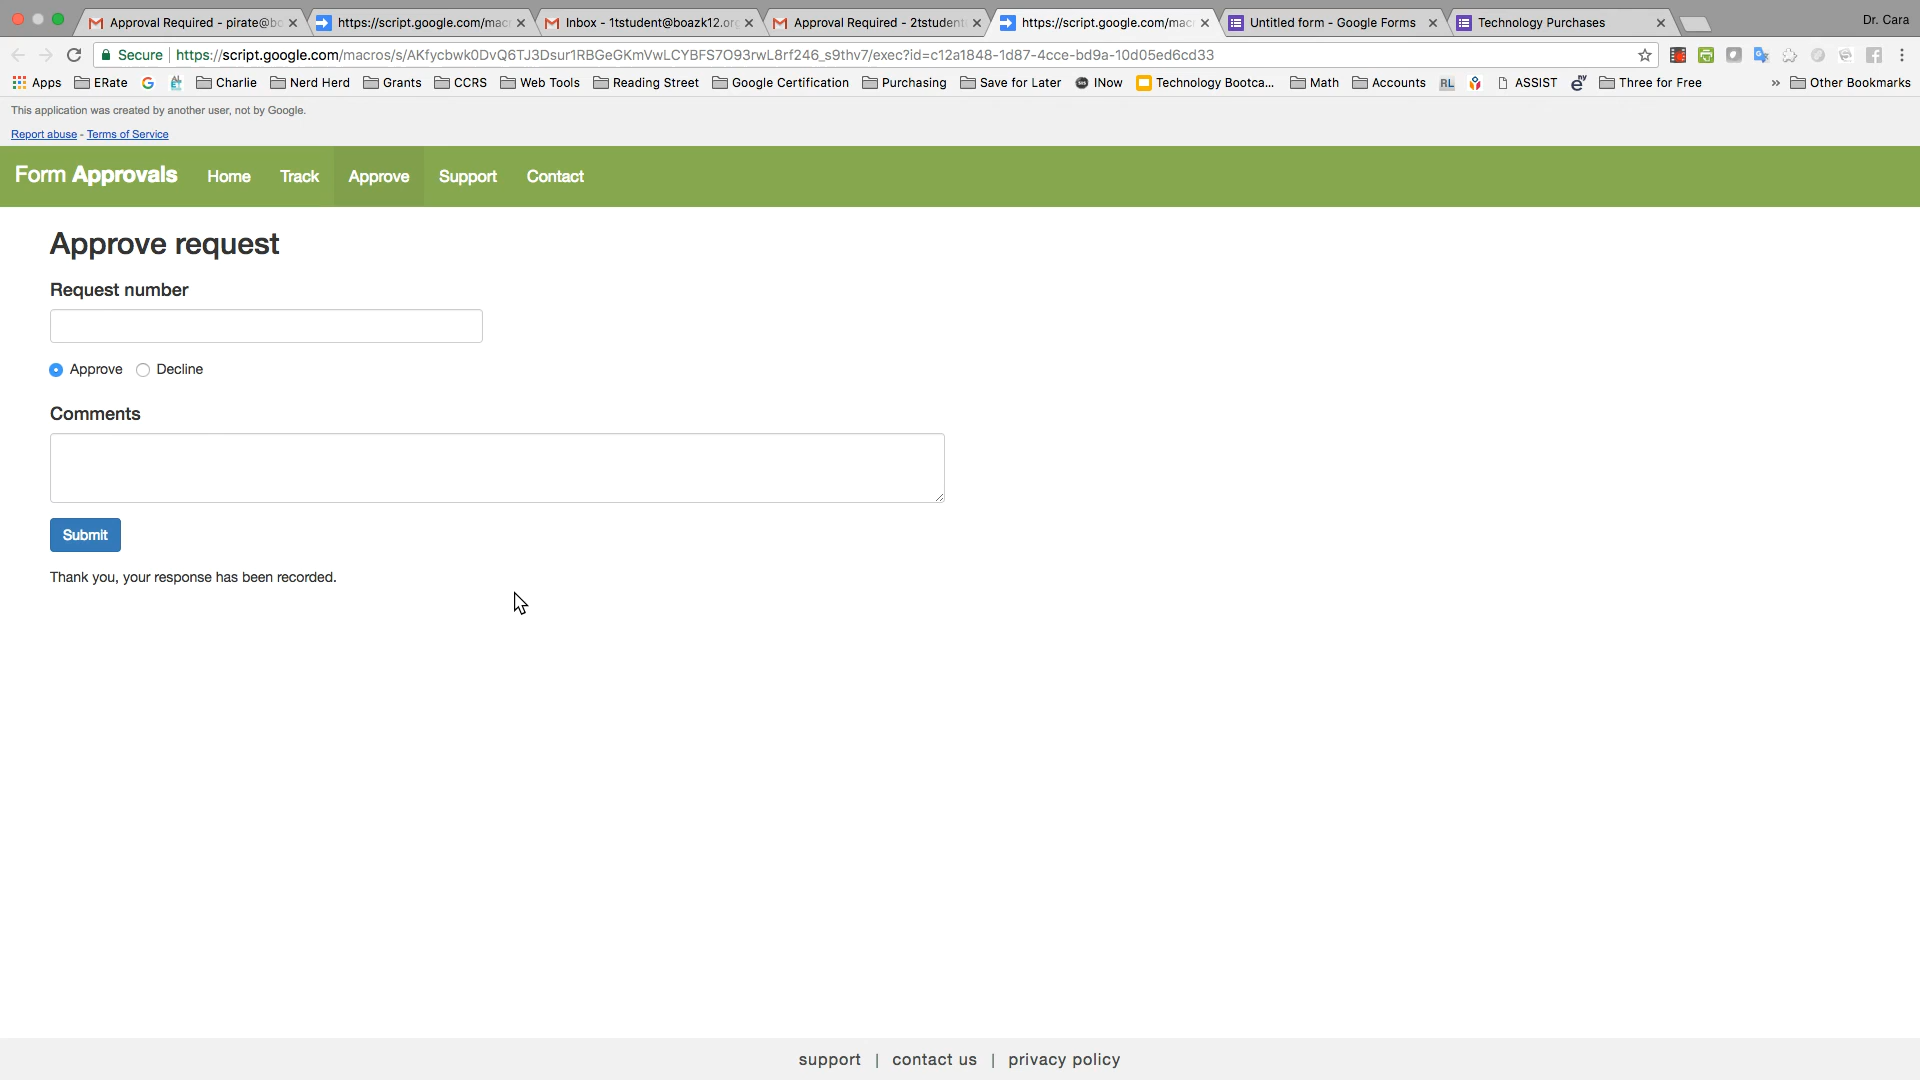 Approval Required - pirate@bo
https://script.google.com/mac
Inbox - 1tstudent@boazk12.or
Approval Required - 2tstudent
https://script.google.com/mac
Untitled form - Google Forms
Technology Purchases
Dr. Cara
Secure
https://script.google.com/macros/s/AKfycbwk0DvQ6TJ3Dsur1RBGeGKmVwLCYBFS7O93rwL8rf246_s9thv7/exec?id=c12a1848-1d87-4cce-bd9a-10d05ed6cd33
Apps ERate Charlie Nerd Herd Grants CCRS Web Tools Reading Street Google Certification Purchasing Save for Later INow Technology Bootca... Math Accounts RL ASSIST Three for Free » Other Bookmarks
This application was created by another user, not by Google.
Report abuse - Terms of Service
Form Approvals Home Track Approve Support Contact
Approve request
Request number
Approve Decline
Comments
Submit
Thank you, your response has been recorded.
support | contact us | privacy policy